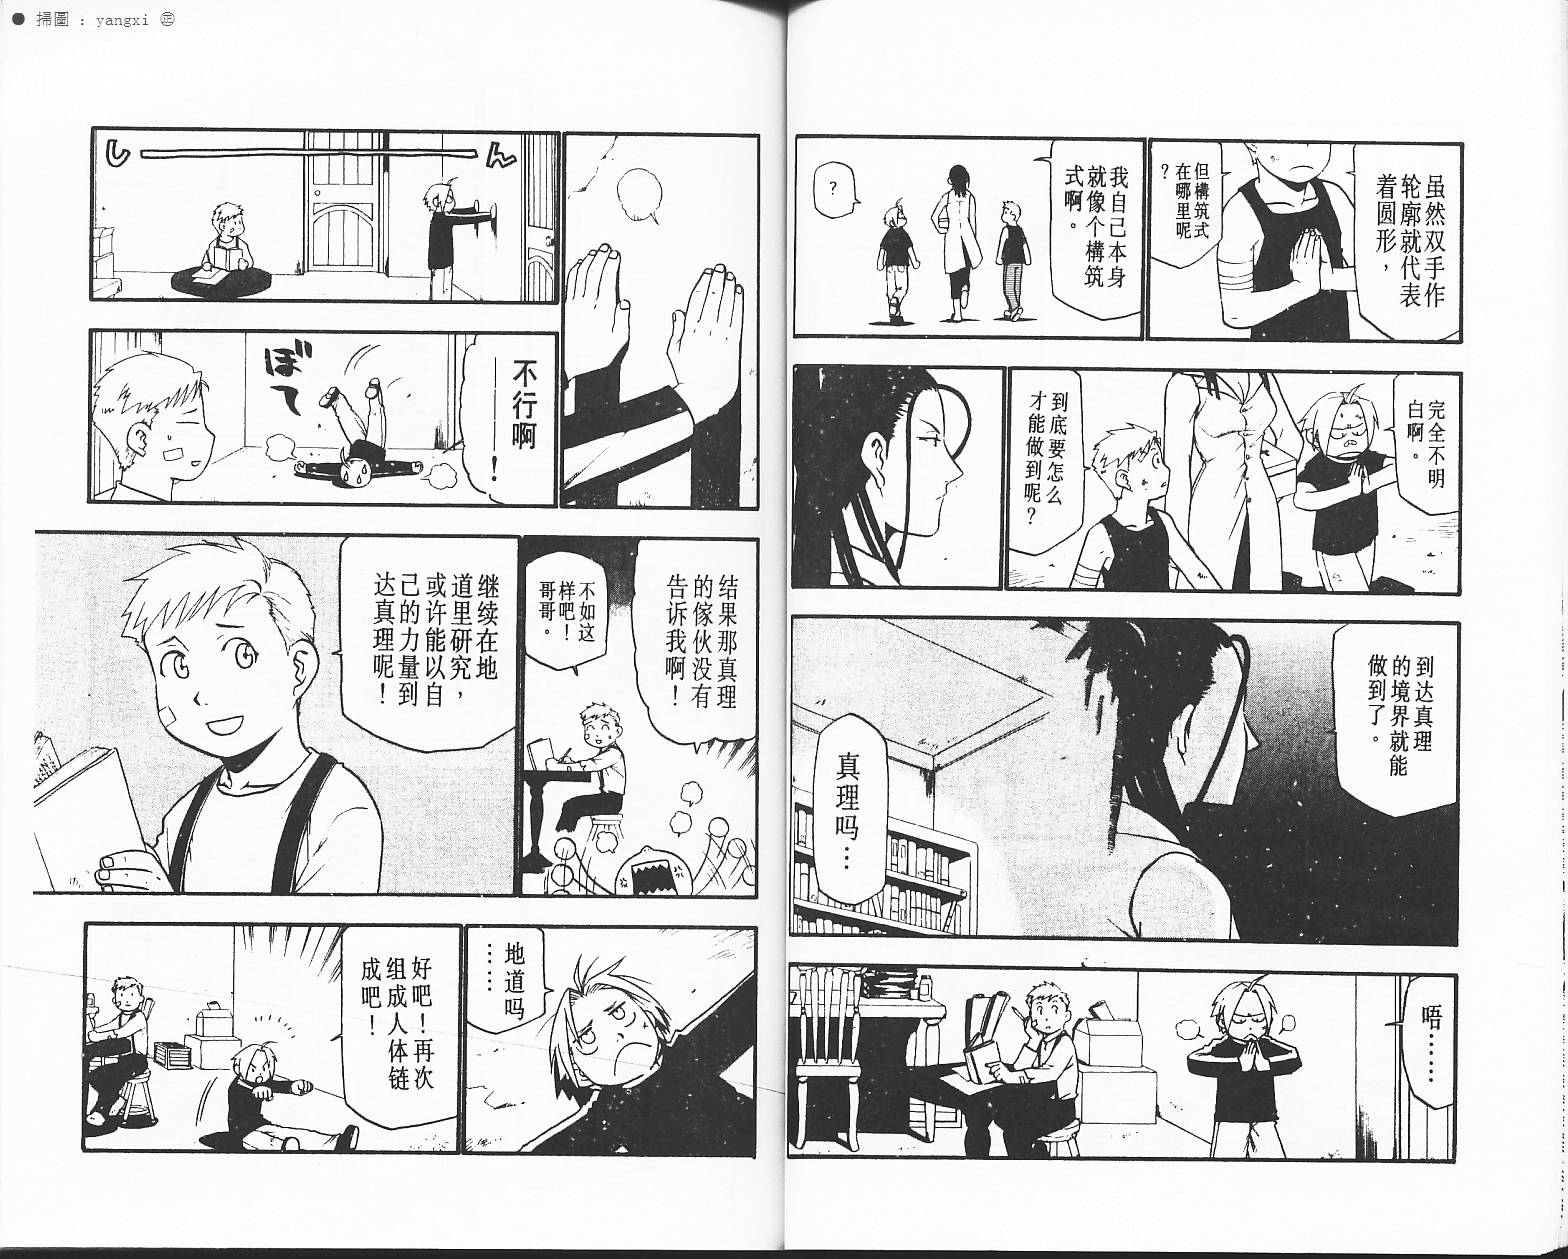 ● 掃圖 : yangxi ㊣
虽然双手作
轮廓就代表
着圆形，
但構筑式
在哪里呢
？
我自己本身
就像个構筑
式啊。
？
完全不明
白啊。
到底要怎么
才能做到呢？
到达真理
的境界就能
做到了。
真理吗…
唔……
しーん
不行啊
——！
ぼて
结果那真理
的傢伙没有
告诉我啊！
不如这
样吧！
哥哥。
继续在地
道里研究，
或许能以自
己的力量到
达真理呢！
地道吗
……
好吧！再次
组成人体链
成吧！